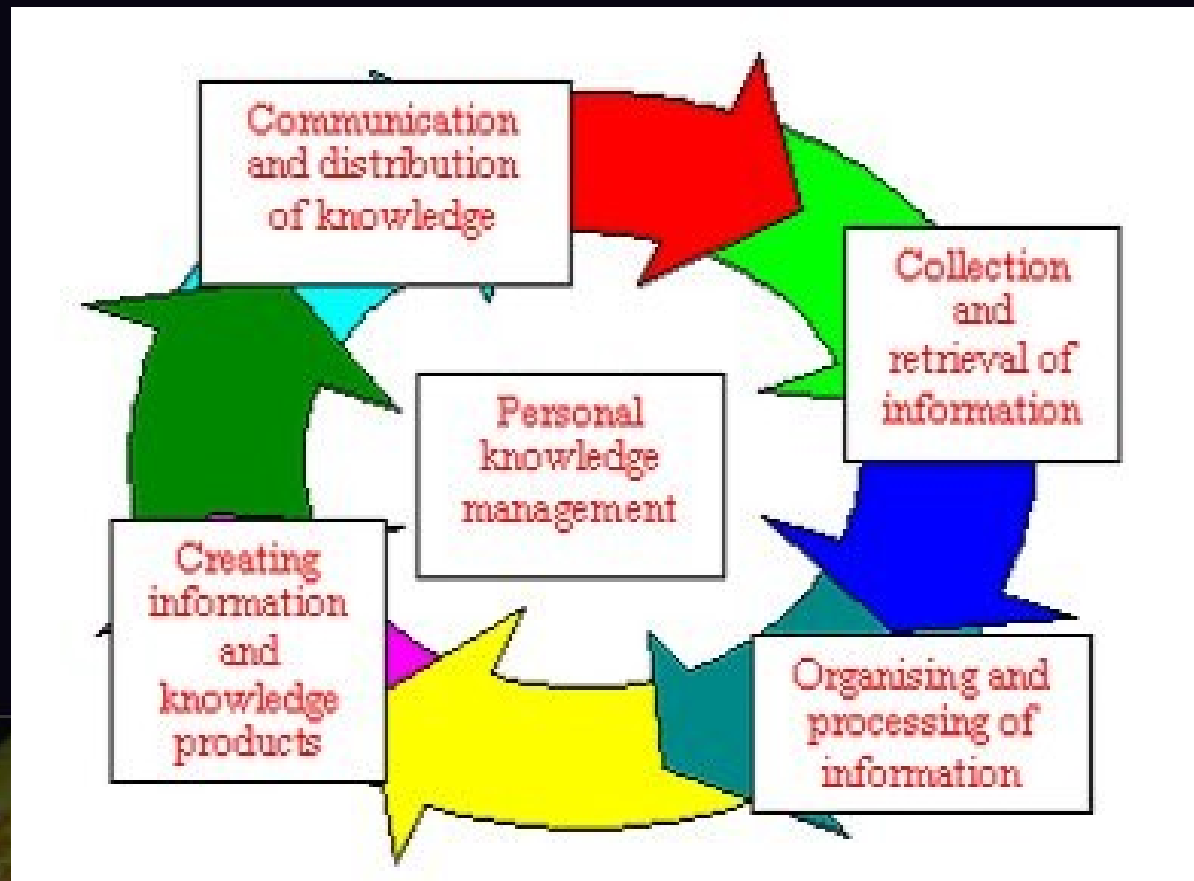 Communication
and distribution
of knowledge
Collection
and
retrieval of
information
Personal
knowledge
management
Creating
information
and
knowledge
products
Organising and
processing of
information